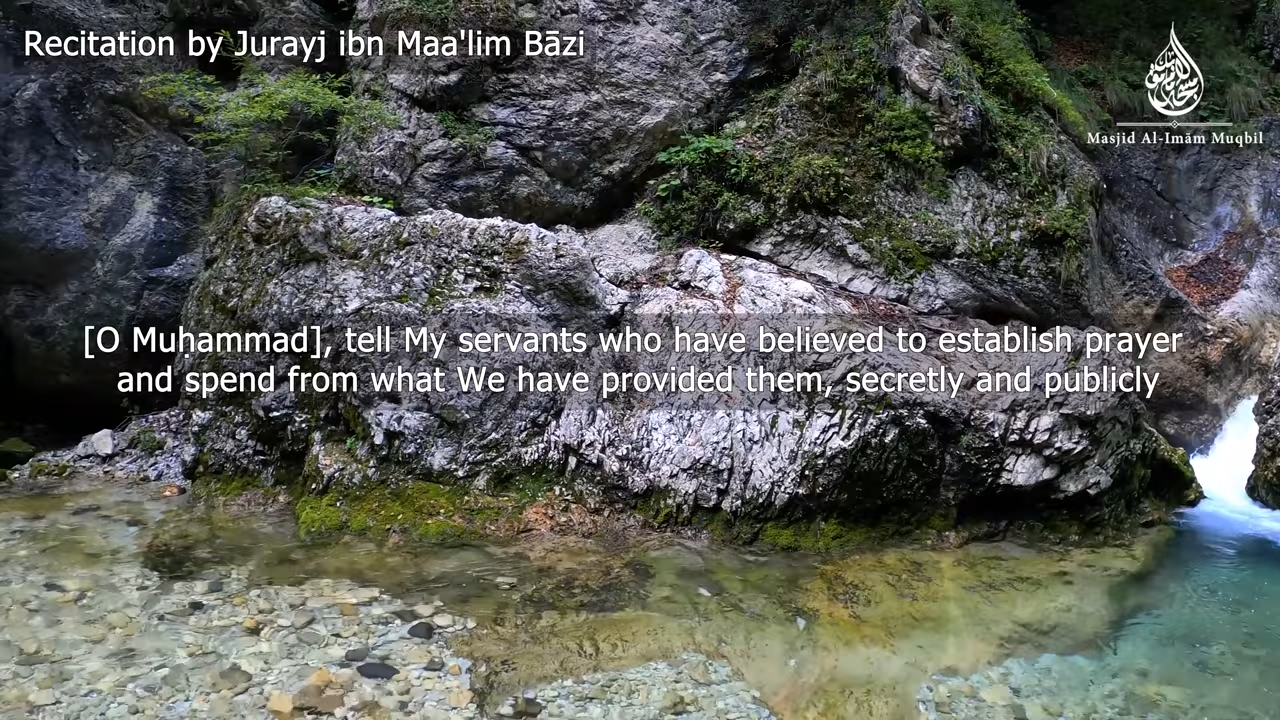 Recitation by Jurayj ibn Maa'lim Bāzi
Masjid Al-Imām Muqbil
[O Muḥammad], tell My servants who have believed to establish prayer
and spend from what We have provided them, secretly and publicly